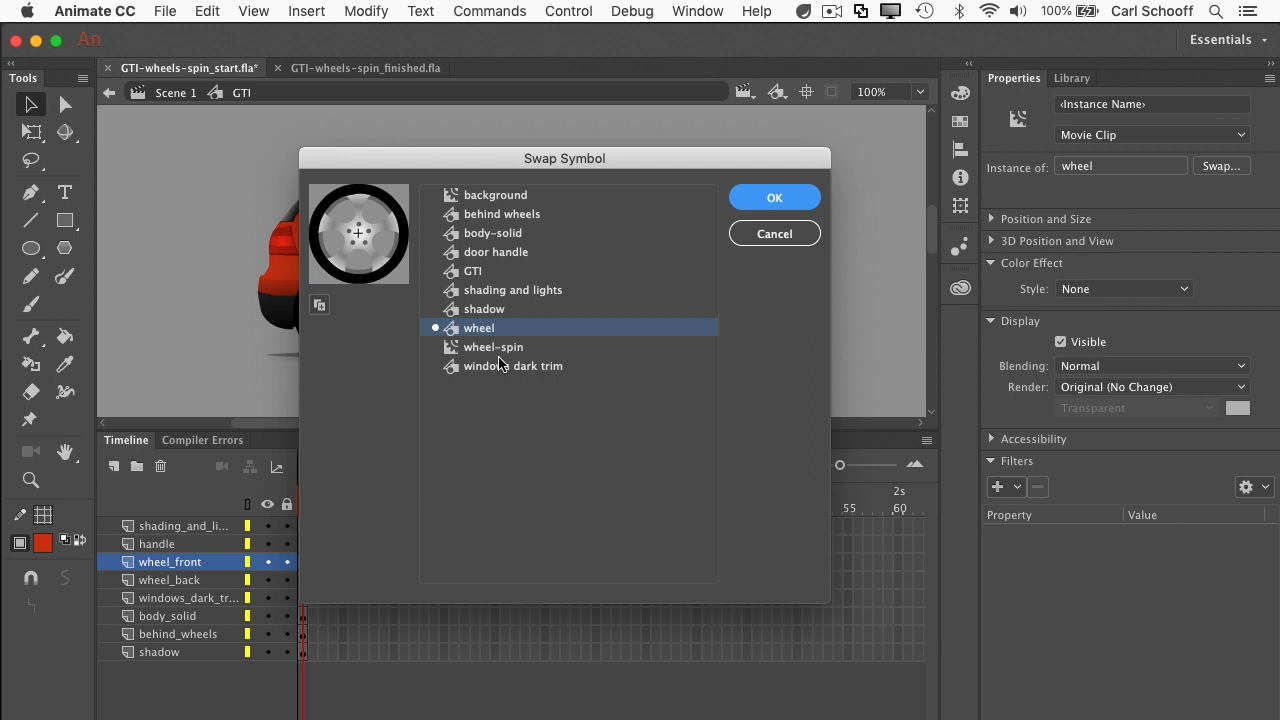 Animate CC File Edit View Insert Modify Text Commands Control Debug Window Help 100% Carl Schooff
An Essentials
Tools
GTI-wheels-spin_start.fla* GTI-wheels-spin_finished.fla
Scene 1 GTI 100%
Properties Library
‹Instance Name›
Movie Clip
Instance of: wheel Swap...
Position and Size
3D Position and View
Color Effect
Style: None
Display
Visible
Blending: Normal
Render: Original (No Change)
Transparent
Accessibility
Filters
Property Value
Swap Symbol
background
behind wheels
body-solid
door handle
GTI
shading and lights
shadow
wheel
wheel-spin
windows dark trim
OK
Cancel
Timeline Compiler Errors
2s
55 60
shading_and_li...
handle
wheel_front
wheel_back
windows_dark_tr...
body_solid
behind_wheels
shadow